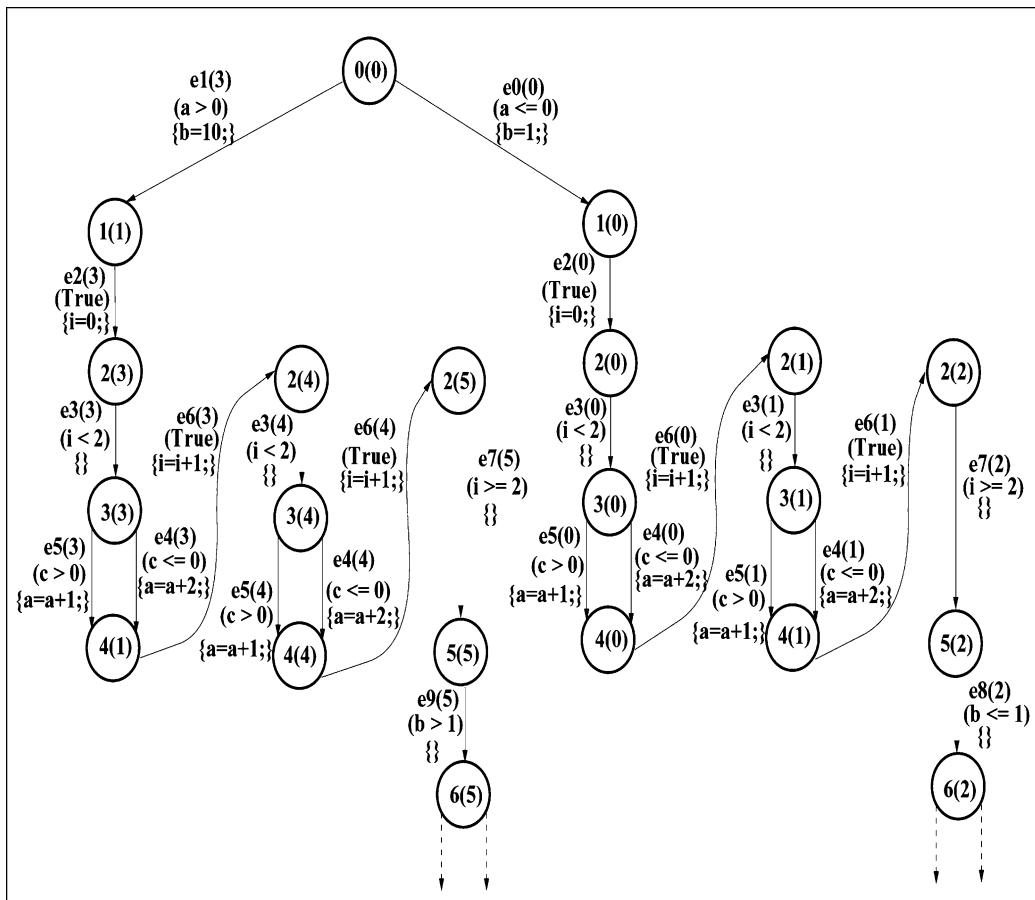 0(0)
e1(3)
(a > 0)
{b=10;}
e0(0)
(a <= 0)
{b=1;}
1(1)
1(0)
e2(3)
(True)
{i=0;}
e2(0)
(True)
{i=0;}
2(3)
2(4)
2(5)
2(0)
2(1)
2(2)
e3(3)
(i < 2)
{}
e6(3)
(True)
{i=i+1;}
e3(4)
(i < 2)
{}
e6(4)
(True)
{i=i+1;}
e7(5)
(i >= 2)
{}
e3(0)
(i < 2)
{}
e6(0)
(True)
{i=i+1;}
e3(1)
(i < 2)
{}
e6(1)
(True)
{i=i+1;}
e7(2)
(i >= 2)
{}
3(3)
3(4)
3(0)
3(1)
e5(3)
(c > 0)
{a=a+1;}
e4(3)
(c <= 0)
{a=a+2;}
e5(4)
(c > 0)
{a=a+1;}
e4(4)
(c <= 0)
{a=a+2;}
e5(0)
(c > 0)
{a=a+1;}
e4(0)
(c <= 0)
{a=a+2;}
e5(1)
(c > 0)
{a=a+1;}
e4(1)
(c <= 0)
{a=a+2;}
4(1)
4(4)
5(5)
4(0)
4(1)
5(2)
e9(5)
(b > 1)
{}
e8(2)
(b <= 1)
{}
6(5)
6(2)